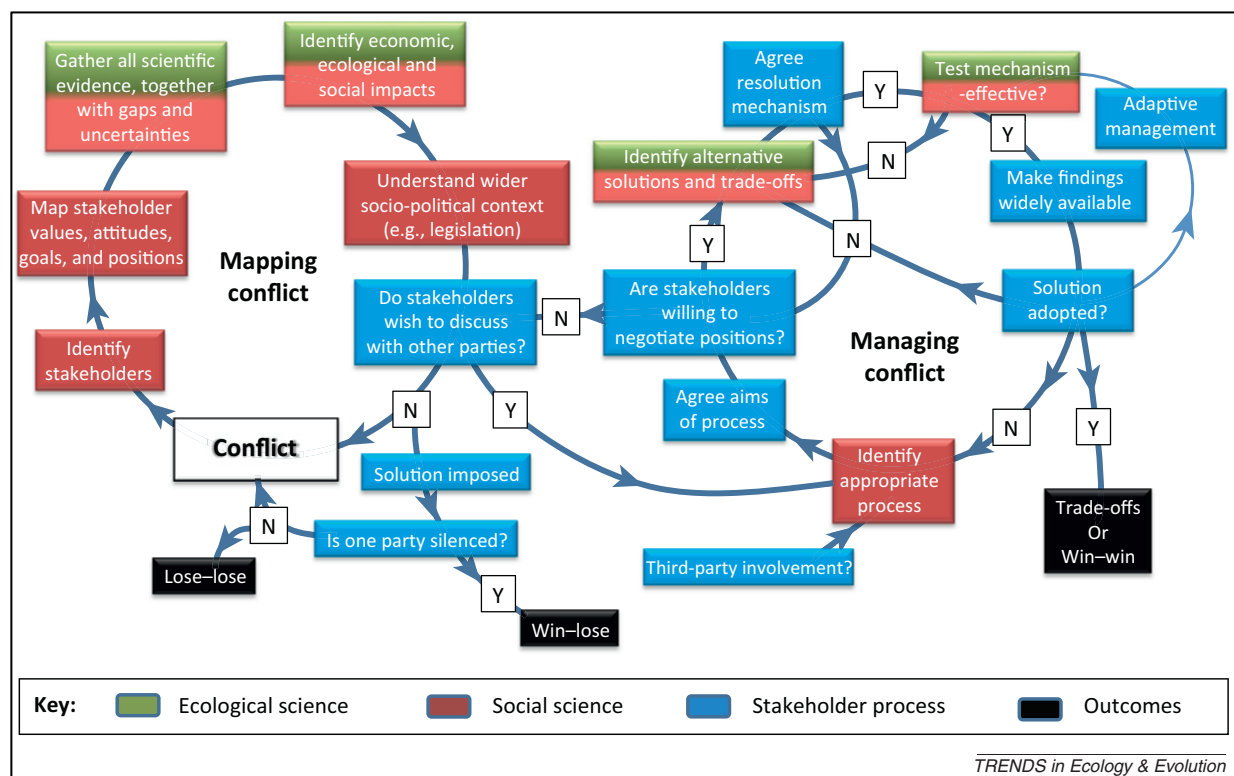 Gather all scientific
evidence, together
with gaps and
uncertainties
Identify economic,
ecological and
social impacts
Agree
resolution
mechanism
Y
Test mechanism
-effective?
Adaptive
management
Y
N
Identify alternative
solutions and trade-offs
Map stakeholder
values, attitudes,
goals, and positions
Understand wider
socio-political context
(e.g., legislation)
Make findings
widely available
Mapping
conflict
Y
N
Do stakeholders
wish to discuss
with other parties?
N
Are stakeholders
willing to
negotiate positions?
Solution
adopted?
Managing
conflict
Identify
stakeholders
Agree aims
of process
N
Y
N
Y
Conflict
Identify
appropriate
process
Solution imposed
N
Is one party silenced?
Trade-offs
Or
Win–win
Third-party involvement?
Lose–lose
Y
Win–lose
Key:
Ecological science
Social science
Stakeholder process
Outcomes
TRENDS in Ecology & Evolution